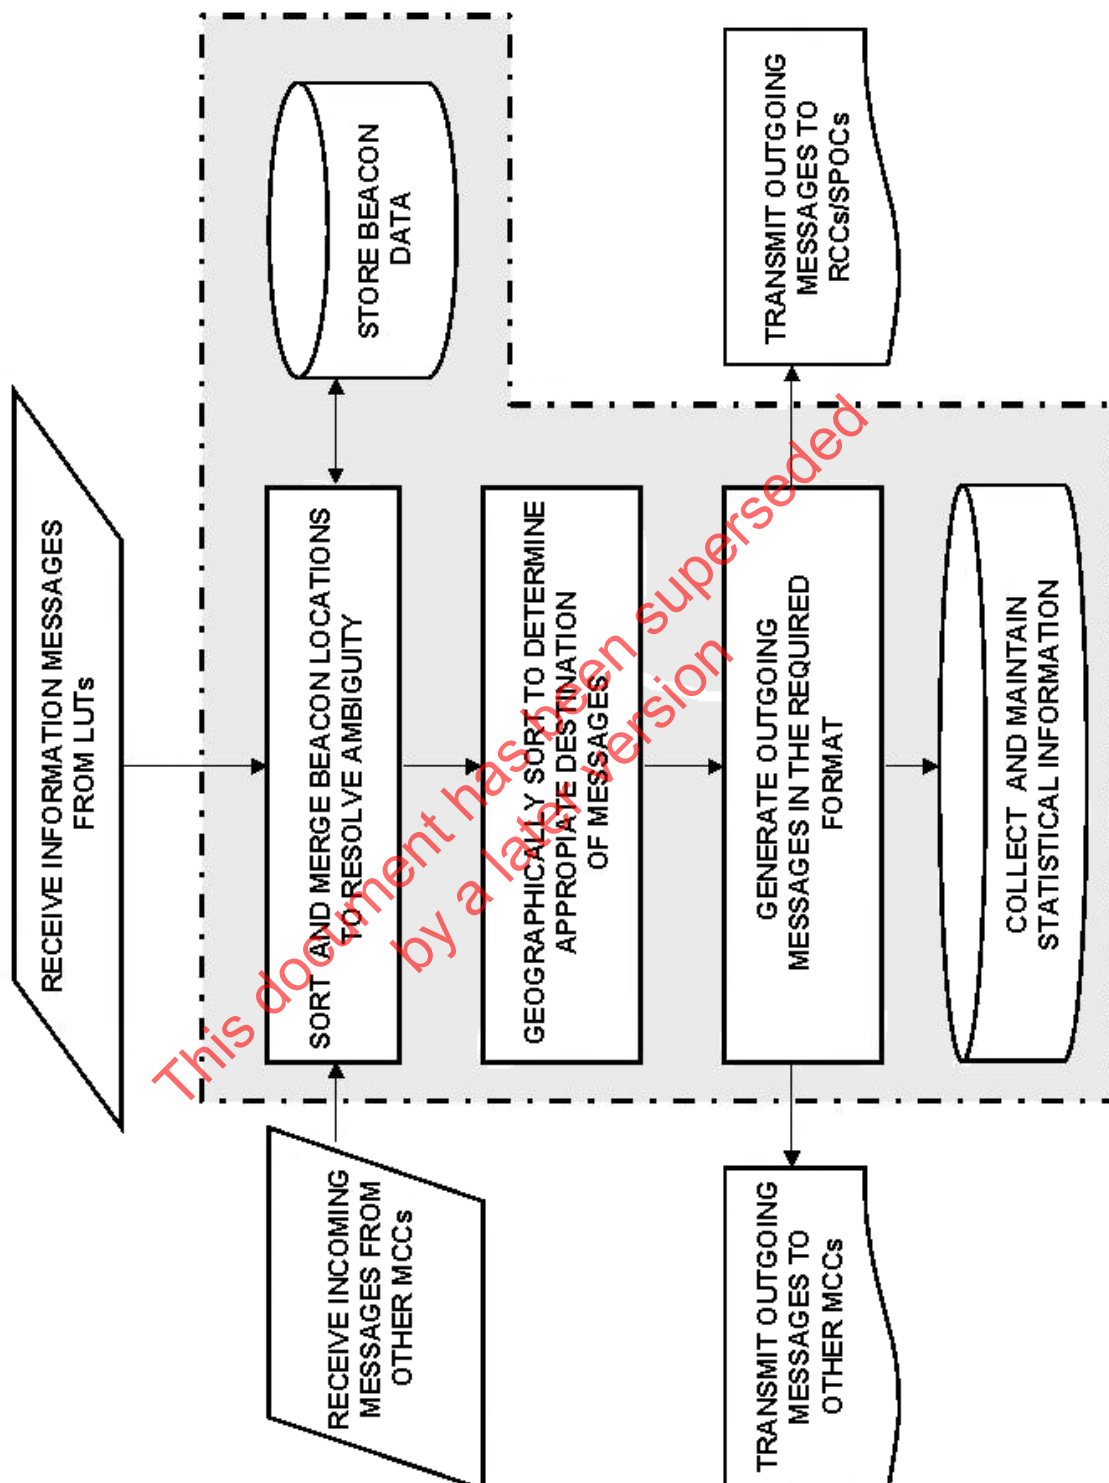 RECEIVE INFORMATION MESSAGES
FROM LUTs
RECEIVE INCOMING
MESSAGES FROM
OTHER MCCs
SORT AND MERGE BEACON LOCATIONS
TO RESOLVE AMBIGUITY
STORE BEACON
DATA
GEOGRAPHICALLY SORT TO DETERMINE
APPROPIATE DESTINATION
OF MESSAGES
TRANSMIT OUTGOING
MESSAGES TO
OTHER MCCs
GENERATE OUTGOING
MESSAGES IN THE REQUIRED
FORMAT
TRANSMIT OUTGOING
MESSAGES TO
RCCs/SPOCs
COLLECT AND MAINTAIN
STATISTICAL INFORMATION
This document has been superseded
by a later version